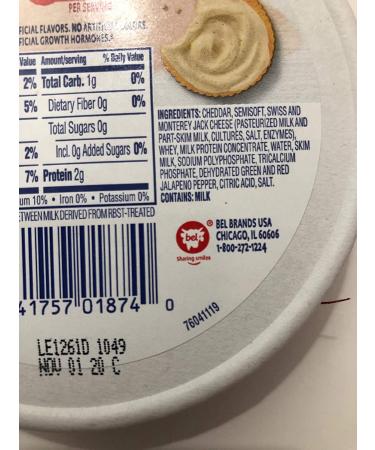 PER SERVING
FICIAL FLAVORS. NO ARTIFICIAL COLORS.
FICIAL GROWTH HORMONES.
Value Amount/serving % Daily Value
2% Total Carb. 1g 0%
5% Dietary Fiber 0g 0%
Total Sugars 0g
2% Incl. 0g Added Sugars 0%
7% Protein 2g
um 10% • Iron 0% • Potassium 0%
ETWEEN MILK DERIVED FROM RBST-TREATED
INGREDIENTS: CHEDDAR, SEMISOFT, SWISS AND
MONTEREY JACK CHEESE (PASTEURIZED MILK AND
PART-SKIM MILK, CULTURES, SALT, ENZYMES),
WHEY, MILK PROTEIN CONCENTRATE, WATER, SKIM
MILK, SODIUM POLYPHOSPHATE, TRICALCIUM
PHOSPHATE, DEHYDRATED GREEN AND RED
JALAPENO PEPPER, CITRIC ACID, SALT.
CONTAINS: MILK
bel ®
Sharing smiles
BEL BRANDS USA
CHICAGO, IL 60606
1-800-272-1224
41757 01874 0
76041119
LE1261D 1049
NOV 01 20 C